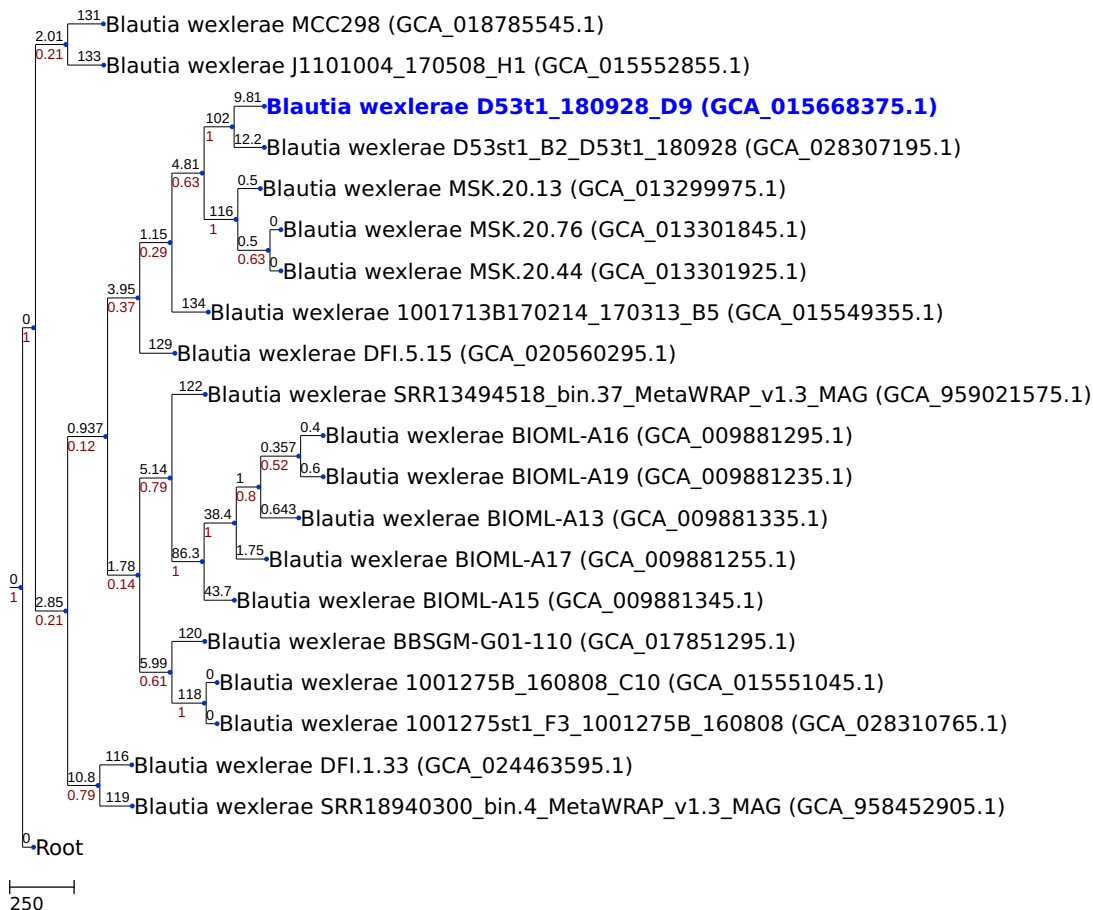 131
Blautia wexlerae MCC298 (GCA_018785545.1)
2.01
0.21
133
Blautia wexlerae J1101004_170508_H1 (GCA_015552855.1)
9.81
Blautia wexlerae D53t1_180928_D9 (GCA_015668375.1)
102
1
12.2
Blautia wexlerae D53st1_B2_D53t1_180928 (GCA_028307195.1)
4.81
0.63
0.5
Blautia wexlerae MSK.20.13 (GCA_013299975.1)
116
1
0
Blautia wexlerae MSK.20.76 (GCA_013301845.1)
0.5
0.63
0
Blautia wexlerae MSK.20.44 (GCA_013301925.1)
1.15
0.29
134
Blautia wexlerae 1001713B170214_170313_B5 (GCA_015549355.1)
3.95
0.37
129
Blautia wexlerae DFI.5.15 (GCA_020560295.1)
0
1
122
Blautia wexlerae SRR13494518_bin.37_MetaWRAP_v1.3_MAG (GCA_959021575.1)
0.937
0.12
0.4
Blautia wexlerae BIOML-A16 (GCA_009881295.1)
0.357
0.52
0.6
Blautia wexlerae BIOML-A19 (GCA_009881235.1)
5.14
0.79
1
0.8
0.643
Blautia wexlerae BIOML-A13 (GCA_009881335.1)
38.4
1
1.75
Blautia wexlerae BIOML-A17 (GCA_009881255.1)
86.3
1
43.7
Blautia wexlerae BIOML-A15 (GCA_009881345.1)
1.78
0.14
0
1
2.85
0.21
120
Blautia wexlerae BBSGM-G01-110 (GCA_017851295.1)
5.99
0.61
0
Blautia wexlerae 1001275B_160808_C10 (GCA_015551045.1)
118
1
0
Blautia wexlerae 1001275st1_F3_1001275B_160808 (GCA_028310765.1)
116
Blautia wexlerae DFI.1.33 (GCA_024463595.1)
10.8
0.79
119
Blautia wexlerae SRR18940300_bin.4_MetaWRAP_v1.3_MAG (GCA_958452905.1)
0
Root
250